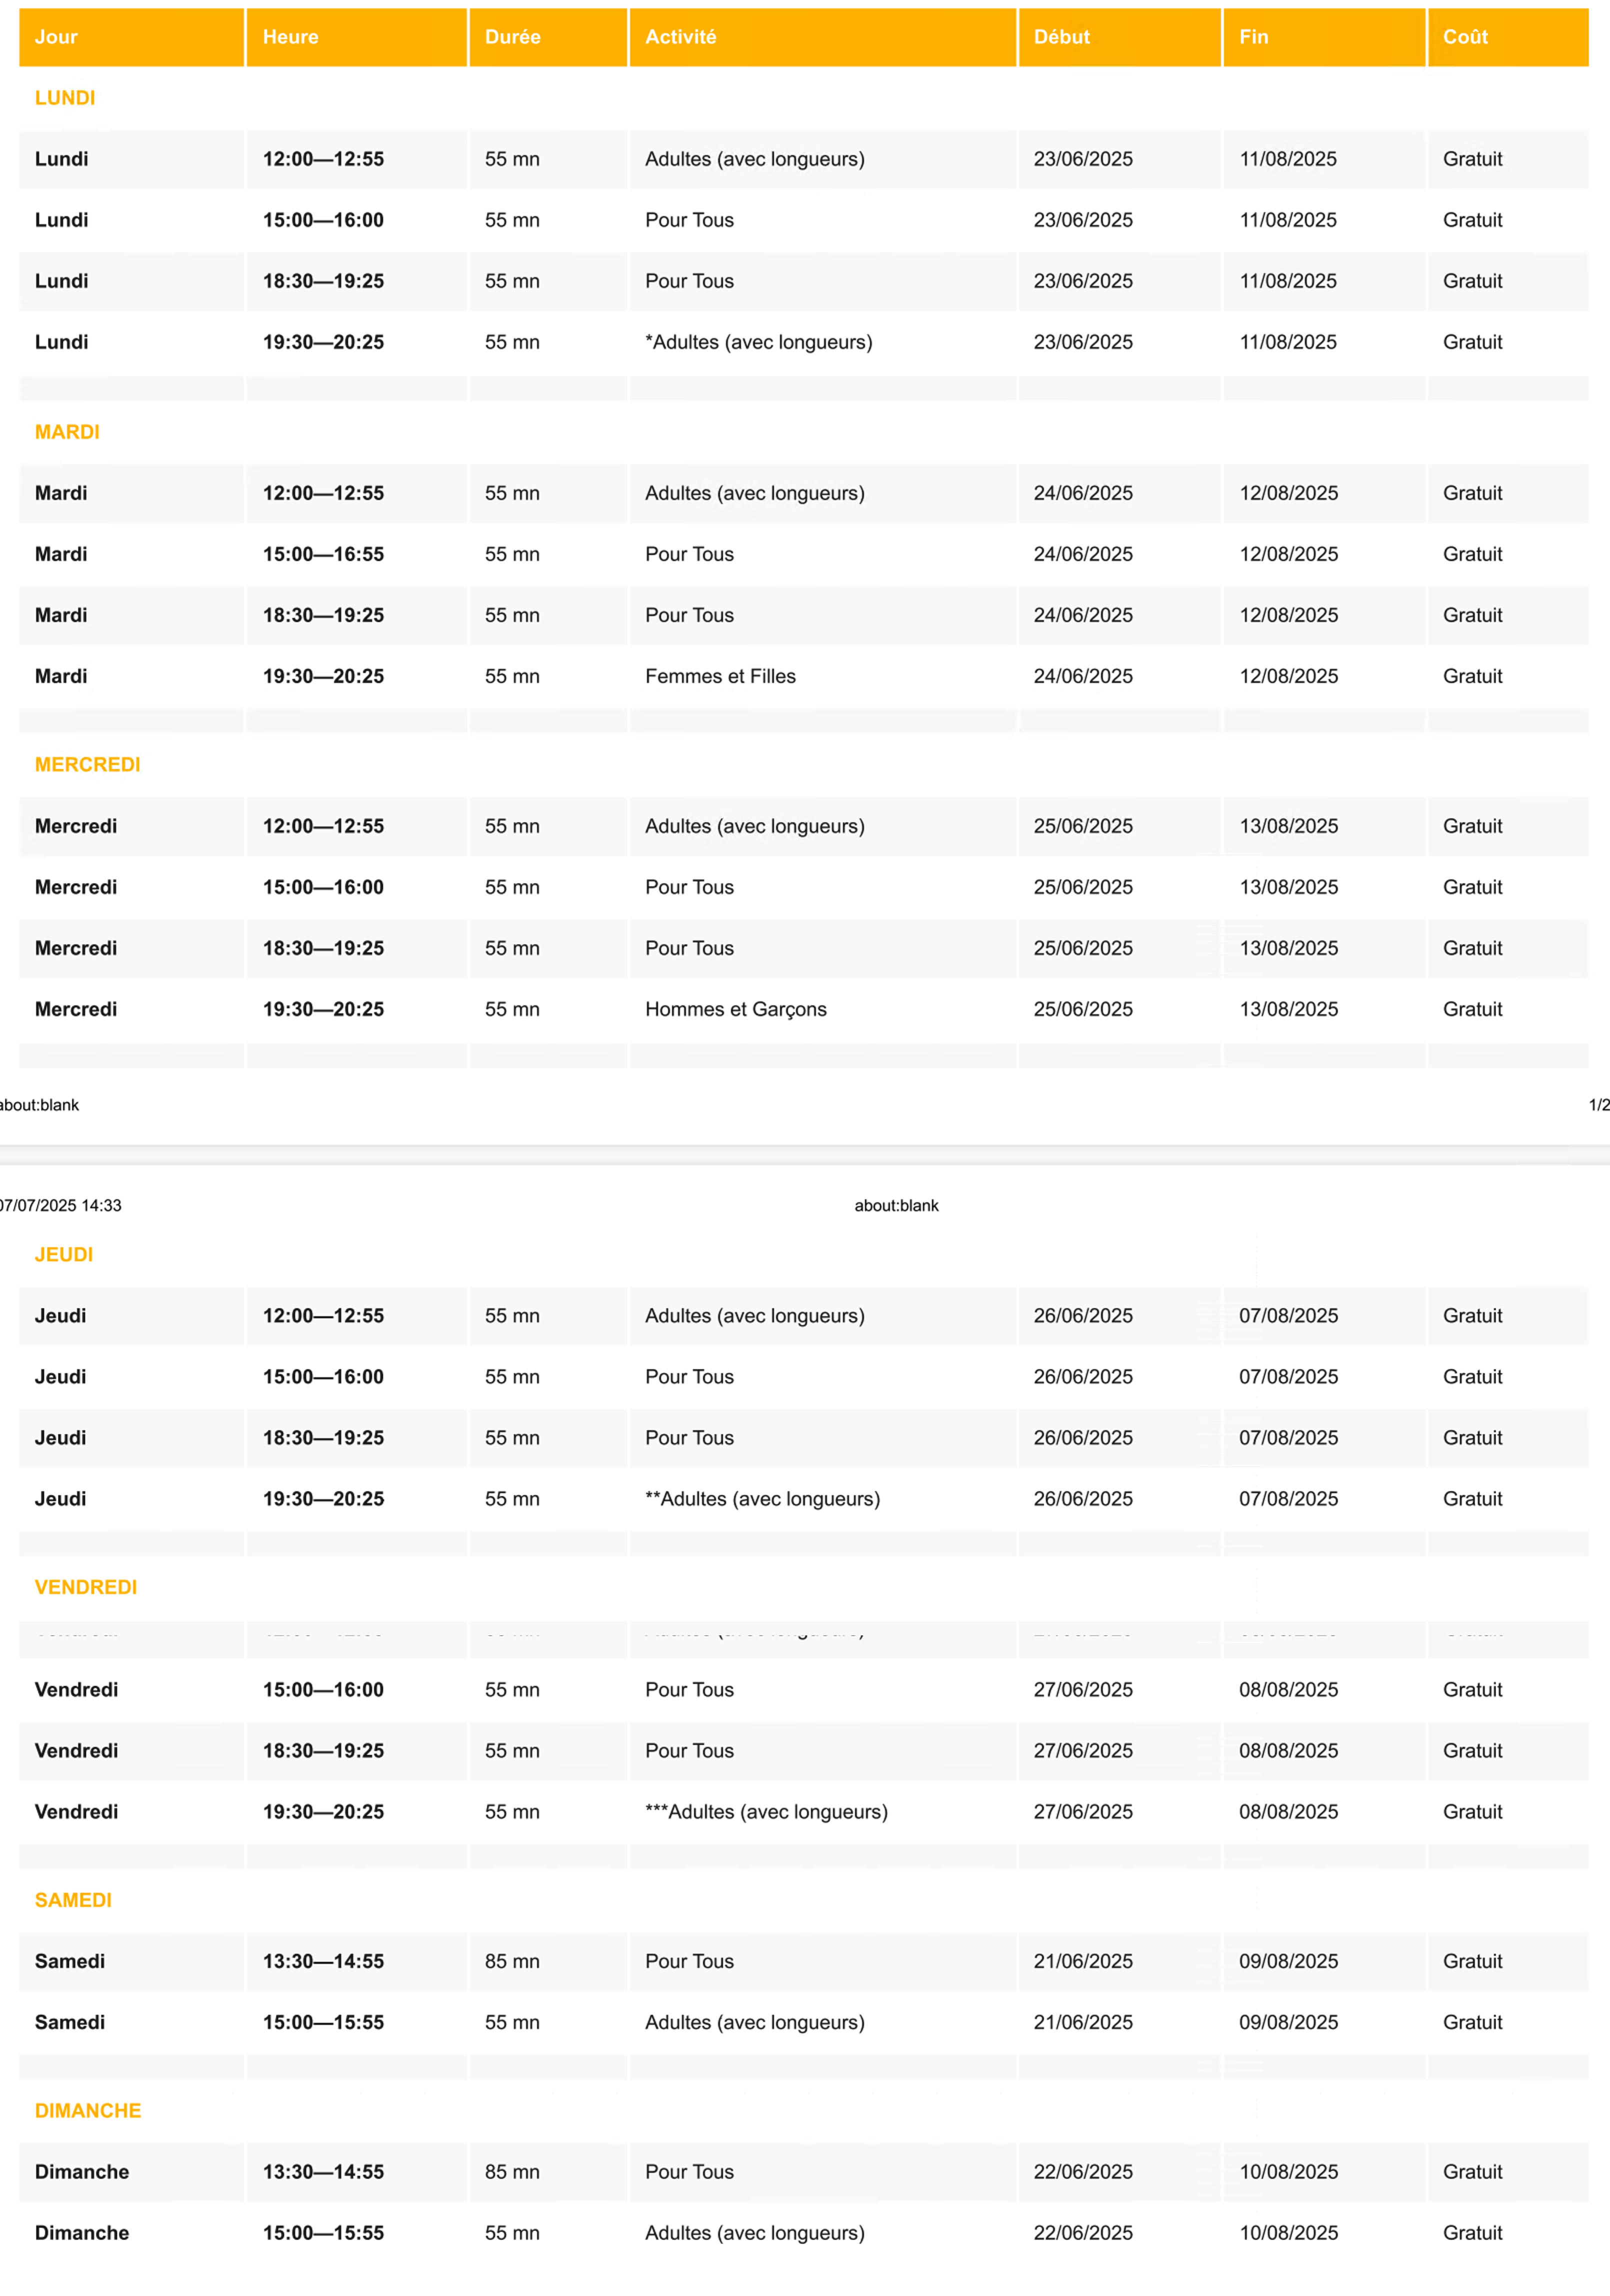 Jour Heure Durée Activité Début Fin Coût
LUNDI
Lundi 12:00—12:55 55 mn Adultes (avec longueurs) 23/06/2025 11/08/2025 Gratuit
Lundi 15:00—16:00 55 mn Pour Tous 23/06/2025 11/08/2025 Gratuit
Lundi 18:30—19:25 55 mn Pour Tous 23/06/2025 11/08/2025 Gratuit
Lundi 19:30—20:25 55 mn *Adultes (avec longueurs) 23/06/2025 11/08/2025 Gratuit
MARDI
Mardi 12:00—12:55 55 mn Adultes (avec longueurs) 24/06/2025 12/08/2025 Gratuit
Mardi 15:00—16:55 55 mn Pour Tous 24/06/2025 12/08/2025 Gratuit
Mardi 18:30—19:25 55 mn Pour Tous 24/06/2025 12/08/2025 Gratuit
Mardi 19:30—20:25 55 mn Femmes et Filles 24/06/2025 12/08/2025 Gratuit
MERCREDI
Mercredi 12:00—12:55 55 mn Adultes (avec longueurs) 25/06/2025 13/08/2025 Gratuit
Mercredi 15:00—16:00 55 mn Pour Tous 25/06/2025 13/08/2025 Gratuit
Mercredi 18:30—19:25 55 mn Pour Tous 25/06/2025 13/08/2025 Gratuit
Mercredi 19:30—20:25 55 mn Hommes et Garçons 25/06/2025 13/08/2025 Gratuit
about:blank 1/2
07/07/2025 14:33 about:blank
JEUDI
Jeudi 12:00—12:55 55 mn Adultes (avec longueurs) 26/06/2025 07/08/2025 Gratuit
Jeudi 15:00—16:00 55 mn Pour Tous 26/06/2025 07/08/2025 Gratuit
Jeudi 18:30—19:25 55 mn Pour Tous 26/06/2025 07/08/2025 Gratuit
Jeudi 19:30—20:25 55 mn **Adultes (avec longueurs) 26/06/2025 07/08/2025 Gratuit
VENDREDI
Vendredi 15:00—16:00 55 mn Pour Tous 27/06/2025 08/08/2025 Gratuit
Vendredi 18:30—19:25 55 mn Pour Tous 27/06/2025 08/08/2025 Gratuit
Vendredi 19:30—20:25 55 mn ***Adultes (avec longueurs) 27/06/2025 08/08/2025 Gratuit
SAMEDI
Samedi 13:30—14:55 85 mn Pour Tous 21/06/2025 09/08/2025 Gratuit
Samedi 15:00—15:55 55 mn Adultes (avec longueurs) 21/06/2025 09/08/2025 Gratuit
DIMANCHE
Dimanche 13:30—14:55 85 mn Pour Tous 22/06/2025 10/08/2025 Gratuit
Dimanche 15:00—15:55 55 mn Adultes (avec longueurs) 22/06/2025 10/08/2025 Gratuit